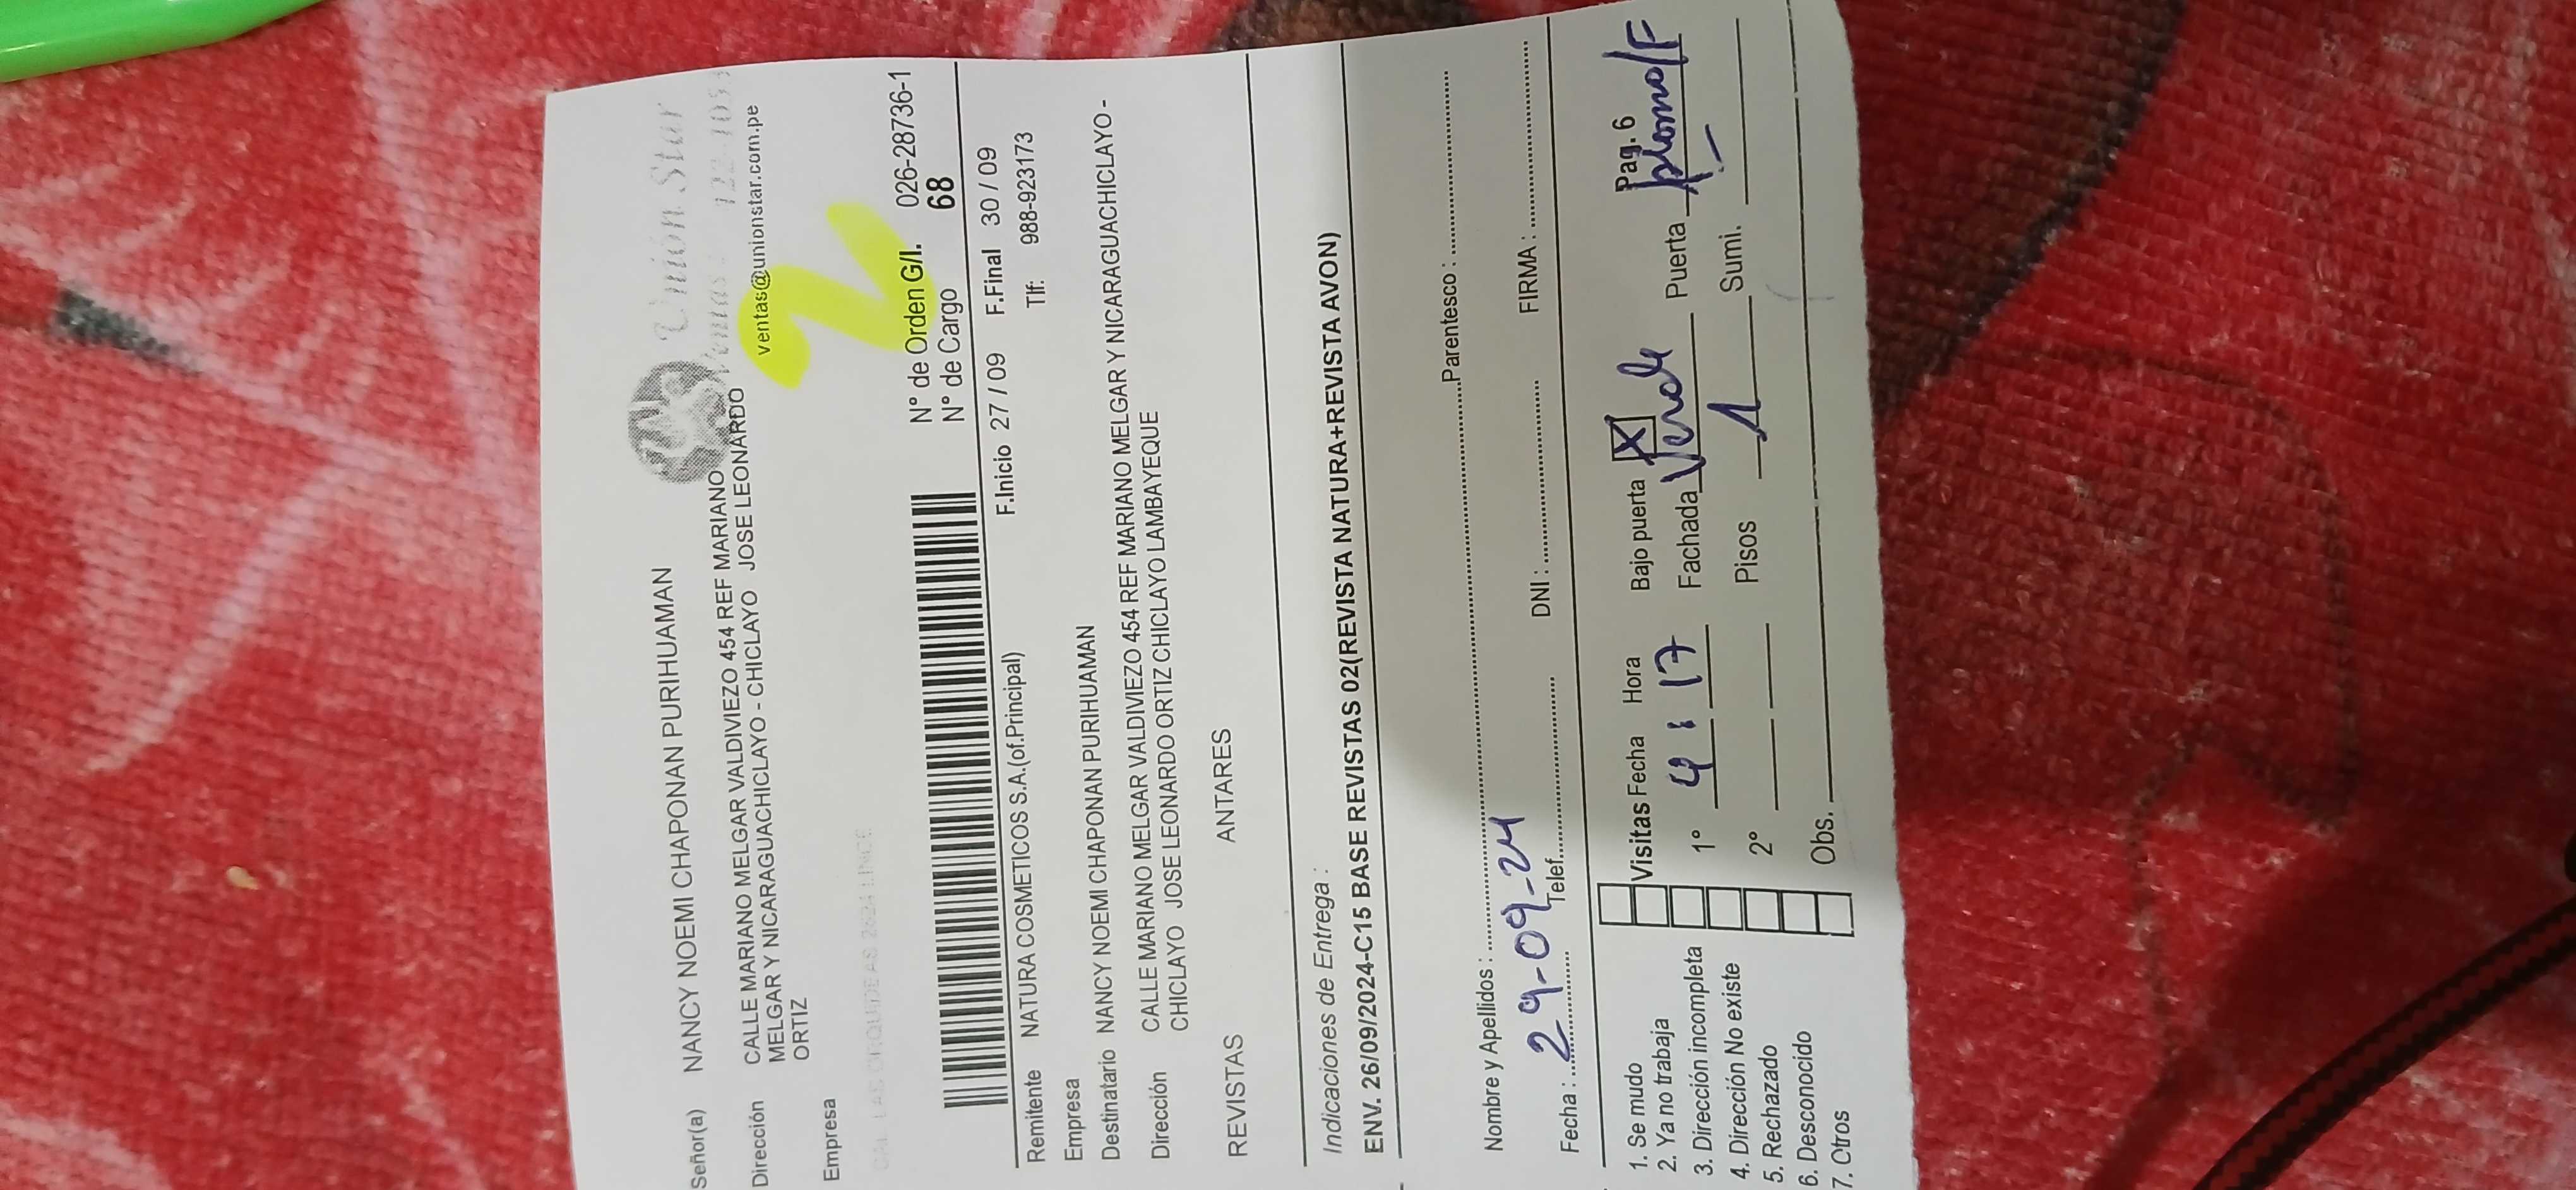 Unión Star
Señor(a) NANCY NOEMI CHAPONAN PURIHUAMAN
Dirección CALLE MARIANO MELGAR VALDIVIEZO 454 REF MARIANO
MELGAR Y NICARAGUACHICLAYO - CHICLAYO JOSE LEONARDO
ORTIZ
ventas@unionstar.com.pe
Empresa
N° de Orden G/I. 026-28736-1
N° de Cargo 68
F.Inicio 27 / 09 F.Final 30 / 09
Remitente NATURA COSMETICOS S.A.(of.Principal) Tlf: 988-923173
Empresa
Destinatario NANCY NOEMI CHAPONAN PURIHUAMAN
Dirección CALLE MARIANO MELGAR VALDIVIEZO 454 REF MARIANO MELGAR Y NICARAGUACHICLAYO -
CHICLAYO JOSE LEONARDO ORTIZ CHICLAYO LAMBAYEQUE
REVISTAS ANTARES
Indicaciones de Entrega :
ENV. 26/09/2024-C15 BASE REVISTAS 02(REVISTA NATURA+REVISTA AVON)
Nombre y Apellidos : Parentesco :
Fecha : 29-09-24 Telef. DNI : FIRMA :
Pag. 6
1. Se mudo
2. Ya no trabaja
3. Dirección incompleta
4. Dirección No existe
5. Rechazado
6. Desconocido
7. Otros
Visitas Fecha Hora Bajo puerta X
1° 4:17 Fachada Verde Puerta plomo/F
2° Pisos 1 Sumi. -
Obs.